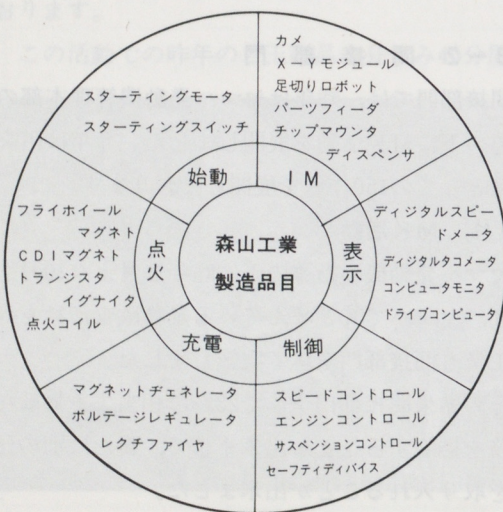 森山工業
製造品目
始動
スターティングモータ
スターティングスイッチ
IM
カメ
X－Yモジュール
足切りロボット
パーツフィーダ
チップマウンタ
ディスペンサ
表示
ディジタルスピー
ドメータ
ディジタルタコメータ
コンピュータモニタ
ドライブコンピュータ
制御
スピードコントロール
エンジンコントロール
サスペンションコントロール
セーフティディバイス
充電
マグネットヂェネレータ
ボルテージレギュレータ
レクチファイヤ
点火
フライホイール
マグネト
CDIマグネト
トランジスタ
イグナイタ
点火コイル